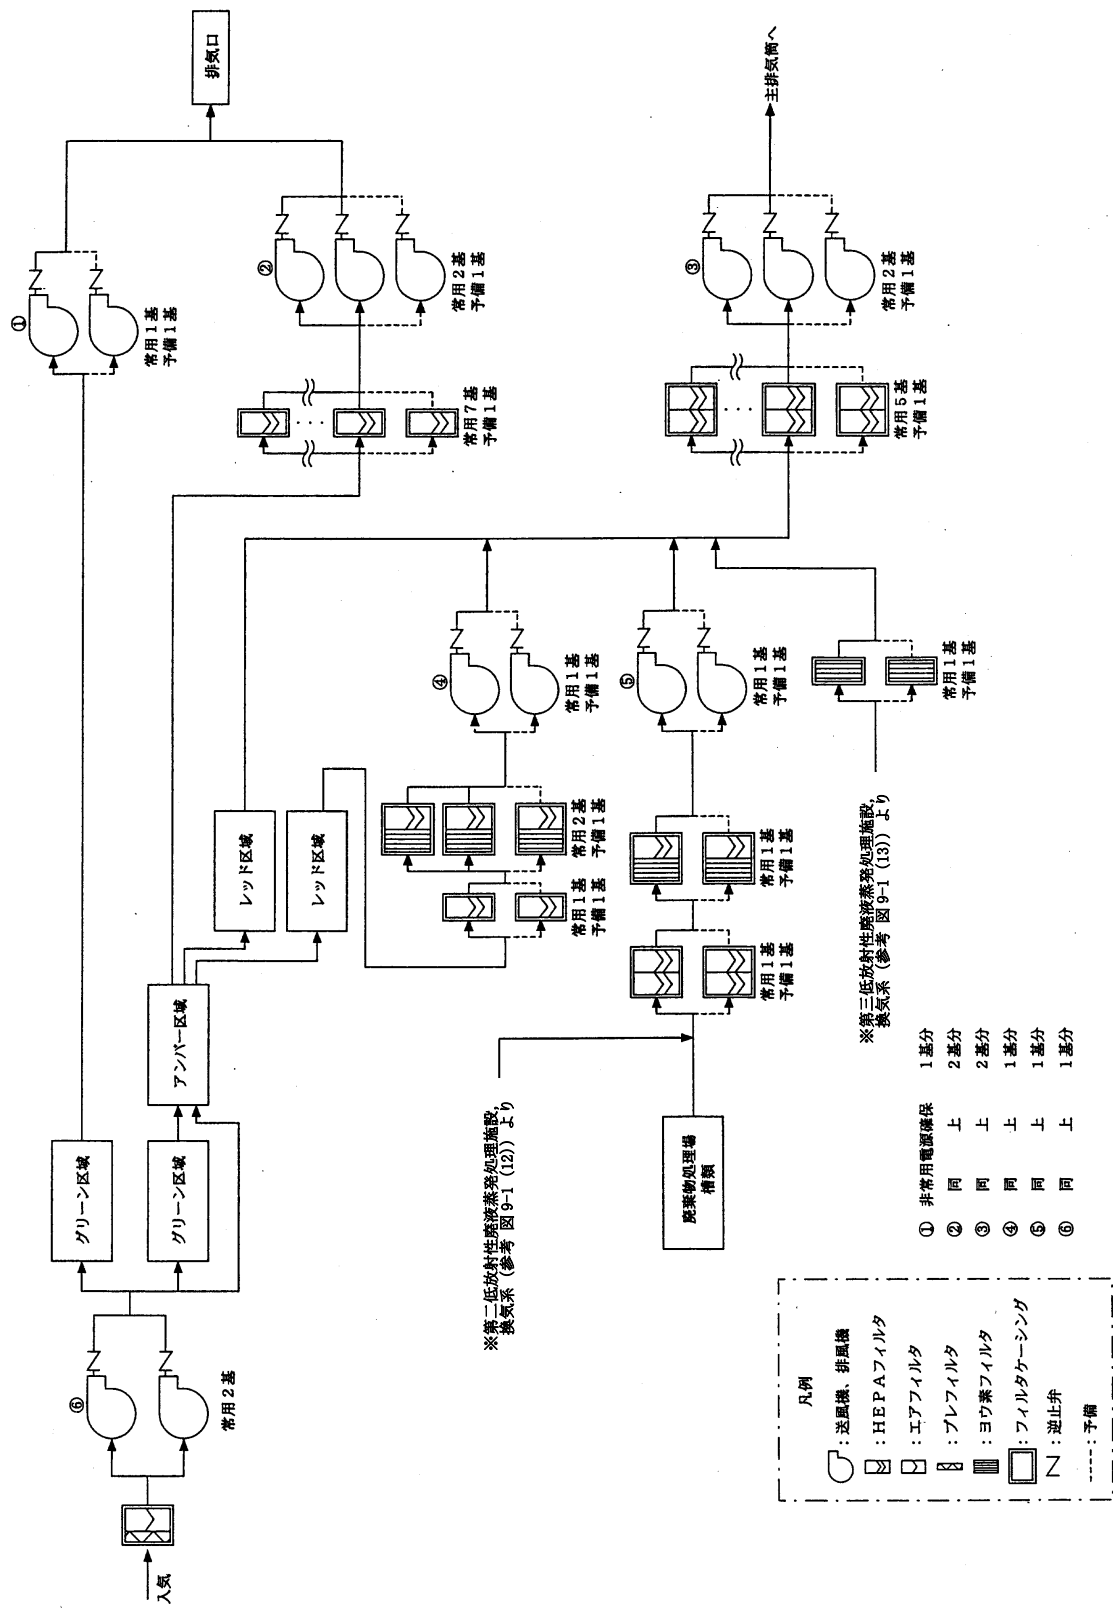 入気
⑥
常用2基
グリーン区域
グリーン区域
アンバー区域
レッド区域
レッド区域
①
常用1基
予備1基
排気口
常用7基
予備1基
②
常用2基
予備1基
常用1基
予備1基
常用2基
予備1基
④
常用1基
予備1基
※第二低放射性廃液蒸発処理施設,
換気系（参考 図9-1（12））より
廃棄物処理場
槽類
常用1基
予備1基
常用1基
予備1基
⑤
常用1基
予備1基
常用5基
予備1基
③
常用2基
予備1基
主排気筒へ
※第三低放射性廃液蒸発処理施設,
換気系（参考 図9-1（13））より
常用1基
予備1基
① 非常用電源確保 1基分
② 同 上 2基分
③ 同 上 2基分
④ 同 上 1基分
⑤ 同 上 1基分
⑥ 同 上 1基分
凡例
：送風機、排風機
：HEPAフィルタ
：エアフィルタ
：プレフィルタ
：ヨウ素フィルタ
：フィルタケーシング
：逆止弁
：予備